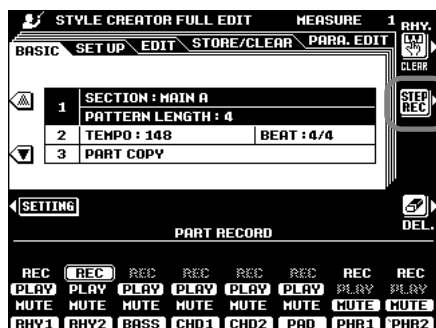 STYLE CREATOR FULL EDIT MEASURE 1
BASIC SET UP EDIT STORE/CLEAR PARA. EDIT
RHY.
CLEAR
1 SECTION : MAIN A
PATTERN LENGTH : 4
STEP REC
2 TEMPO : 148 BEAT : 4/4
3 PART COPY
SETTING
DEL.
PART RECORD
REC REC REC REC REC REC REC REC
PLAY PLAY PLAY PLAY PLAY PLAY PLAY PLAY
MUTE MUTE MUTE MUTE MUTE MUTE MUTE MUTE
RHY1 RHY2 BASS CHD1 CHD2 PAD PHR1 PHR2